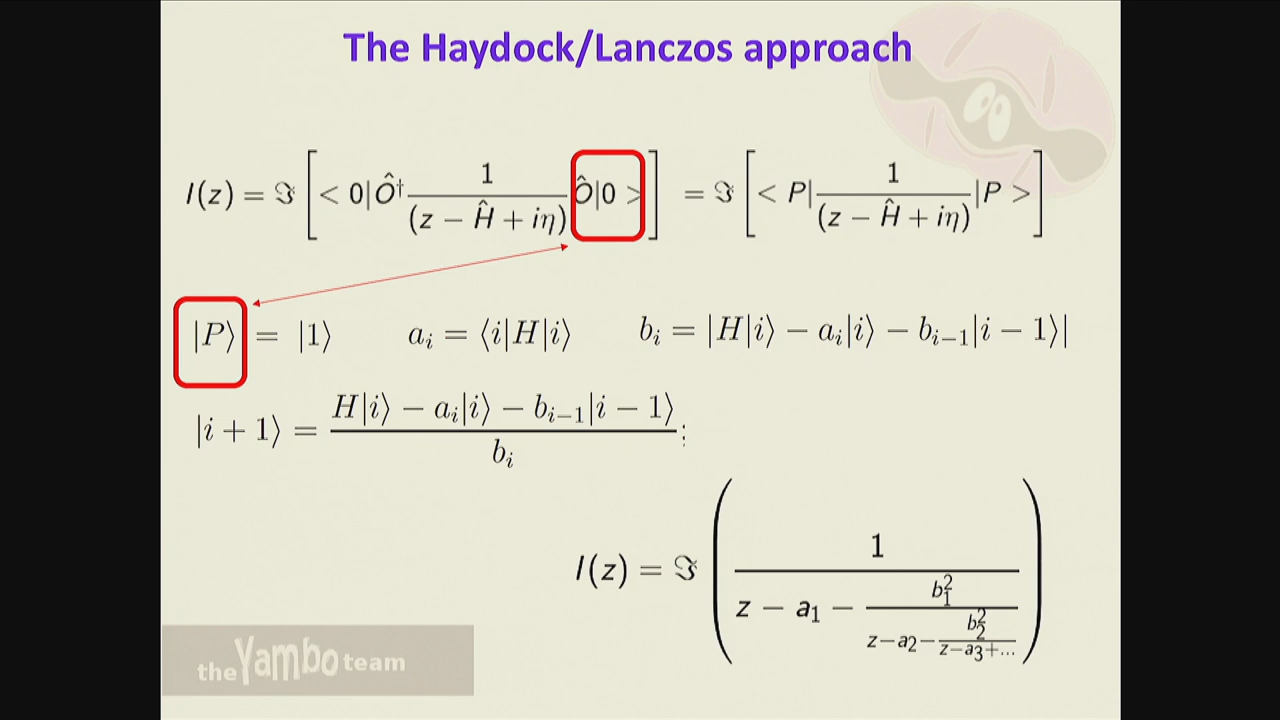 The Haydock/Lanczos approach
I(z) = ℑ [ < 0|Ô† 1/(z − Ĥ + iη) Ô|0 > ] = ℑ [ < P| 1/(z − Ĥ + iη) |P > ]
|P⟩ = |1⟩ a_i = ⟨i|H|i⟩ b_i = |H|i⟩ − a_i|i⟩ − b_{i−1}|i − 1⟩|
|i + 1⟩ = (H|i⟩ − a_i|i⟩ − b_{i−1}|i − 1⟩)/b_i ;
I(z) = ℑ ( 1/(z − a_1 − b_1^2/(z−a_2− b_2^2/(z−a_3+...))) )
the Yambo team